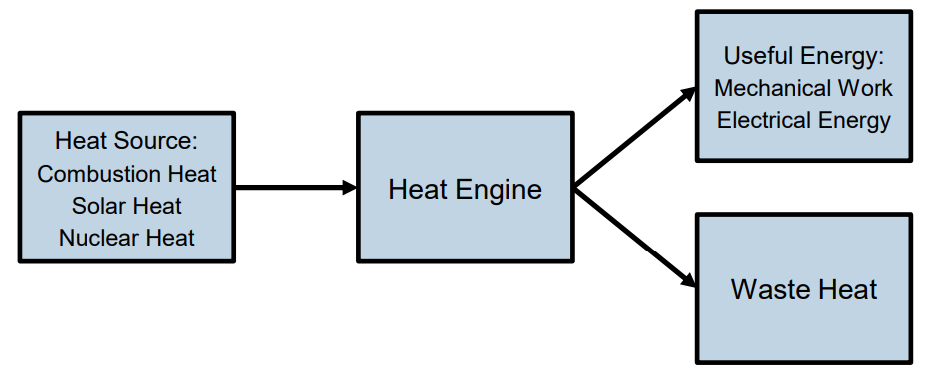 Heat Source:
Combustion Heat
Solar Heat
Nuclear Heat
Heat Engine
Useful Energy:
Mechanical Work
Electrical Energy
Waste Heat